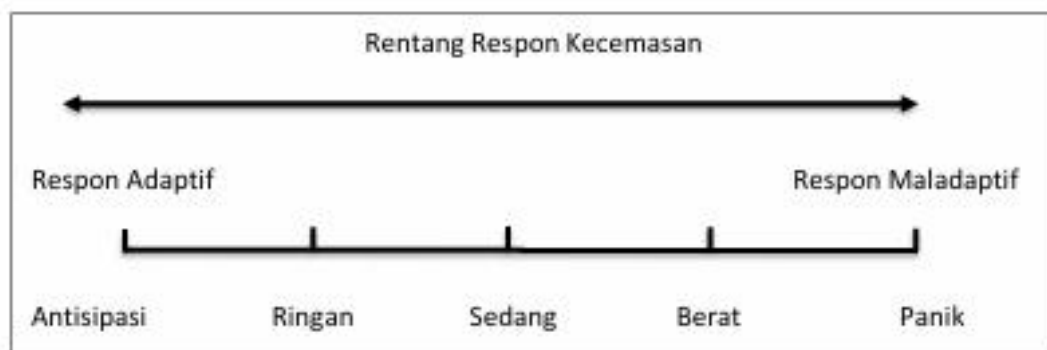 Rentang Respon Kecemasan
Respon Adaptif Respon Maladaptif
Antisipasi Ringan Sedang Berat Panik